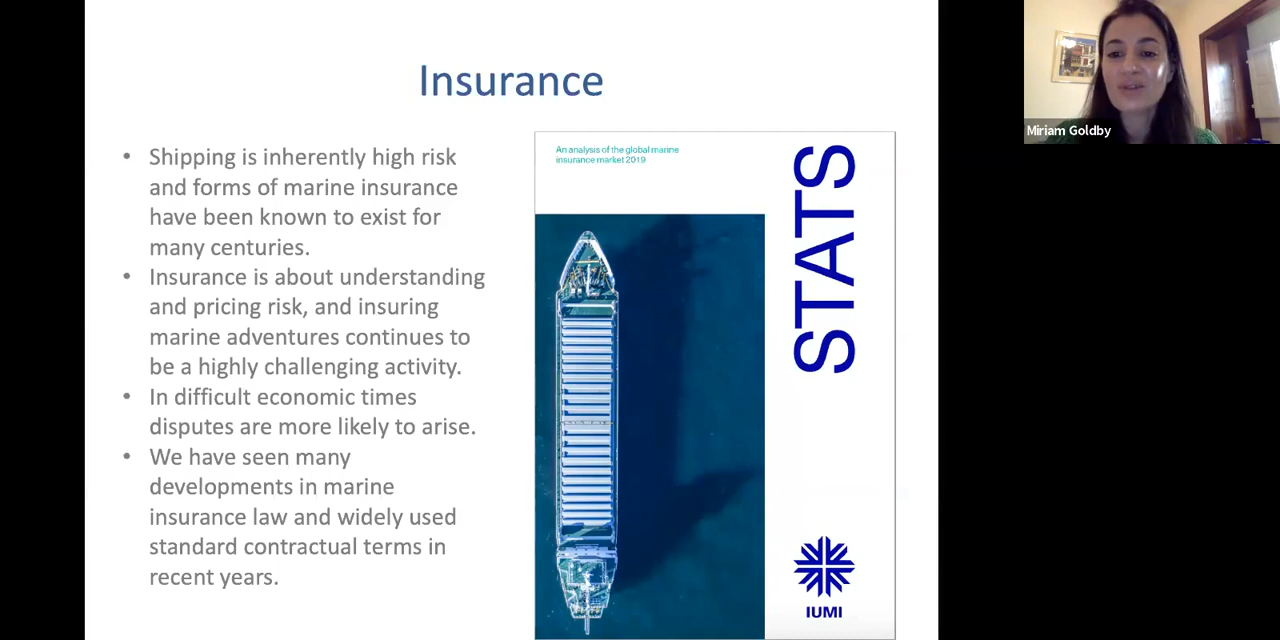 Insurance
• Shipping is inherently high risk
and forms of marine insurance
have been known to exist for
many centuries.
• Insurance is about understanding
and pricing risk, and insuring
marine adventures continues to
be a highly challenging activity.
• In difficult economic times
disputes are more likely to arise.
• We have seen many
developments in marine
insurance law and widely used
standard contractual terms in
recent years.
An analysis of the global marine
insurance market 2019
STATS
IUMI
Miriam Goldby